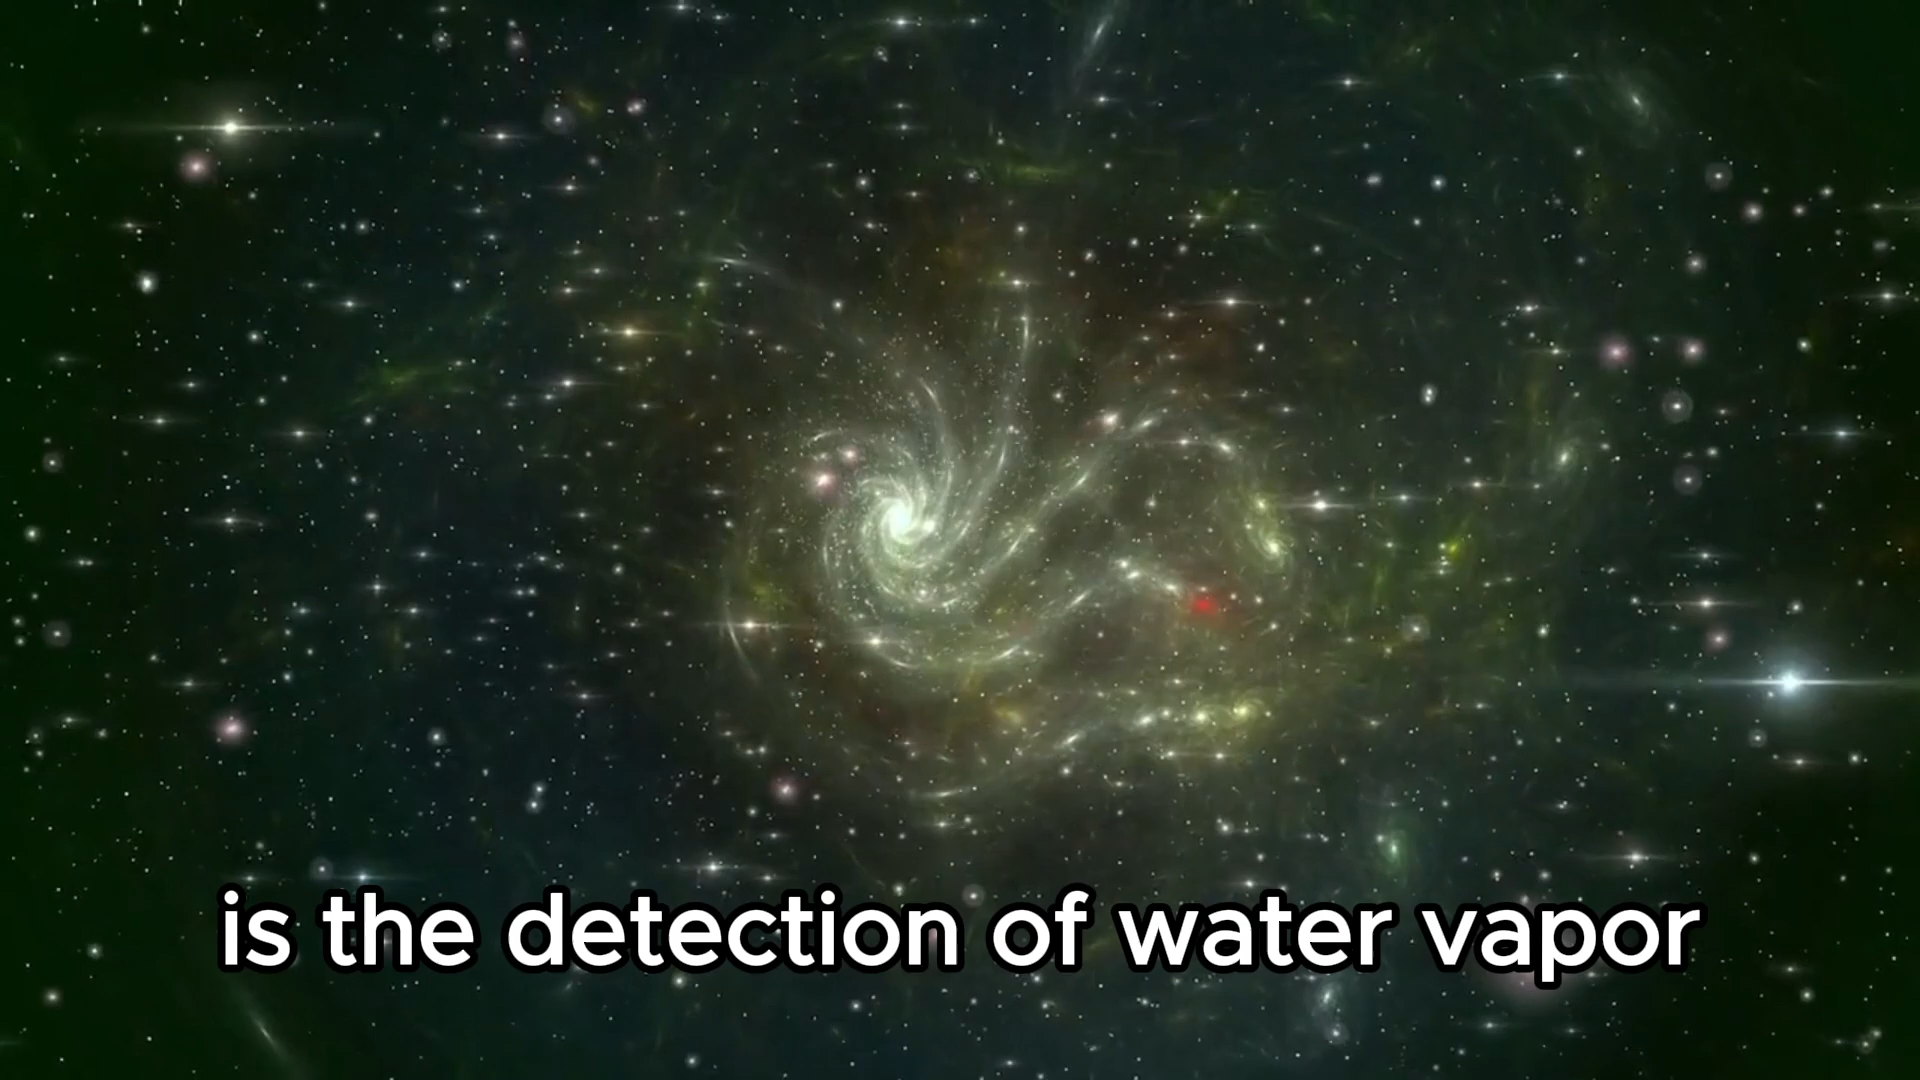 is the detection of water vapor